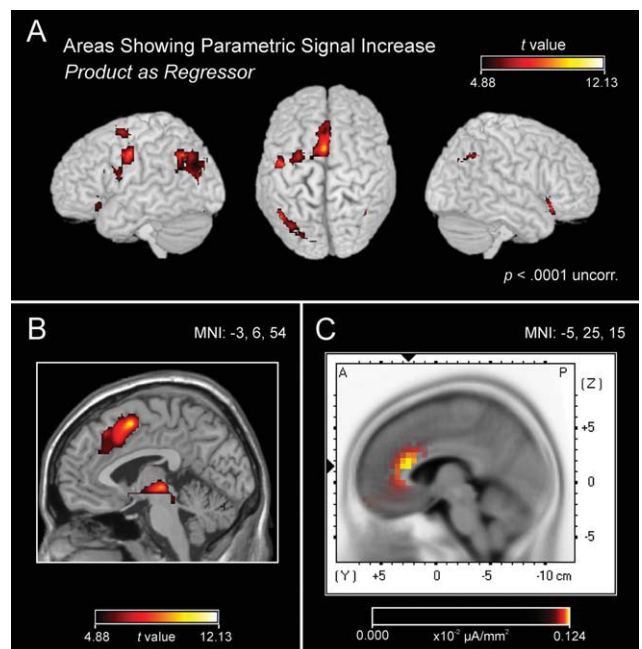 A
Areas Showing Parametric Signal Increase
Product as Regressor
t value
4.88 12.13
p < .0001 uncorr.
B
MNI: -3, 6, 54
4.88 t value 12.13
C
MNI: -5, 25, 15
A P
(Z)
+5
0
-5
(Y) +5 0 -5 -10 cm
0.000 x10⁻² µA/mm² 0.124